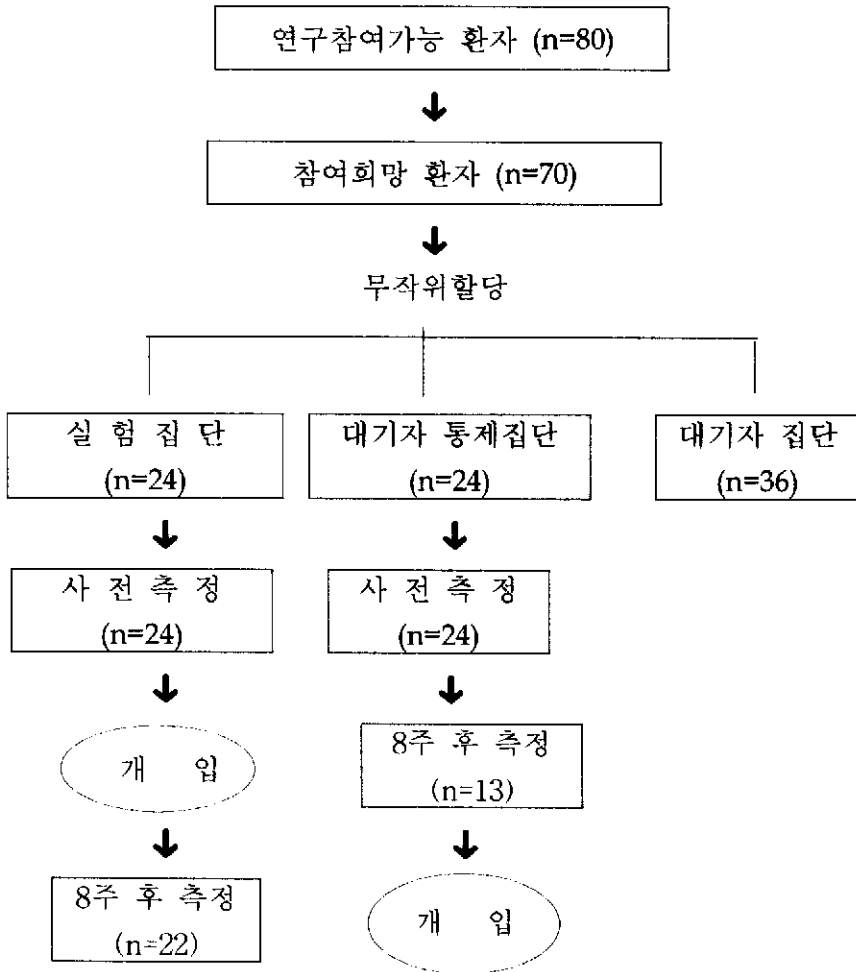 연구참여가능 환자 (n=80)
참여희망 환자 (n=70)
무작위할당
실 험 집 단
(n=24)
대기자 통제집단
(n=24)
대기자 집단
(n=36)
사 전 측 정
(n=24)
사 전 측 정
(n=24)
개 입
8주 후 측정
(n=13)
8주 후 측정
(n=22)
개 입